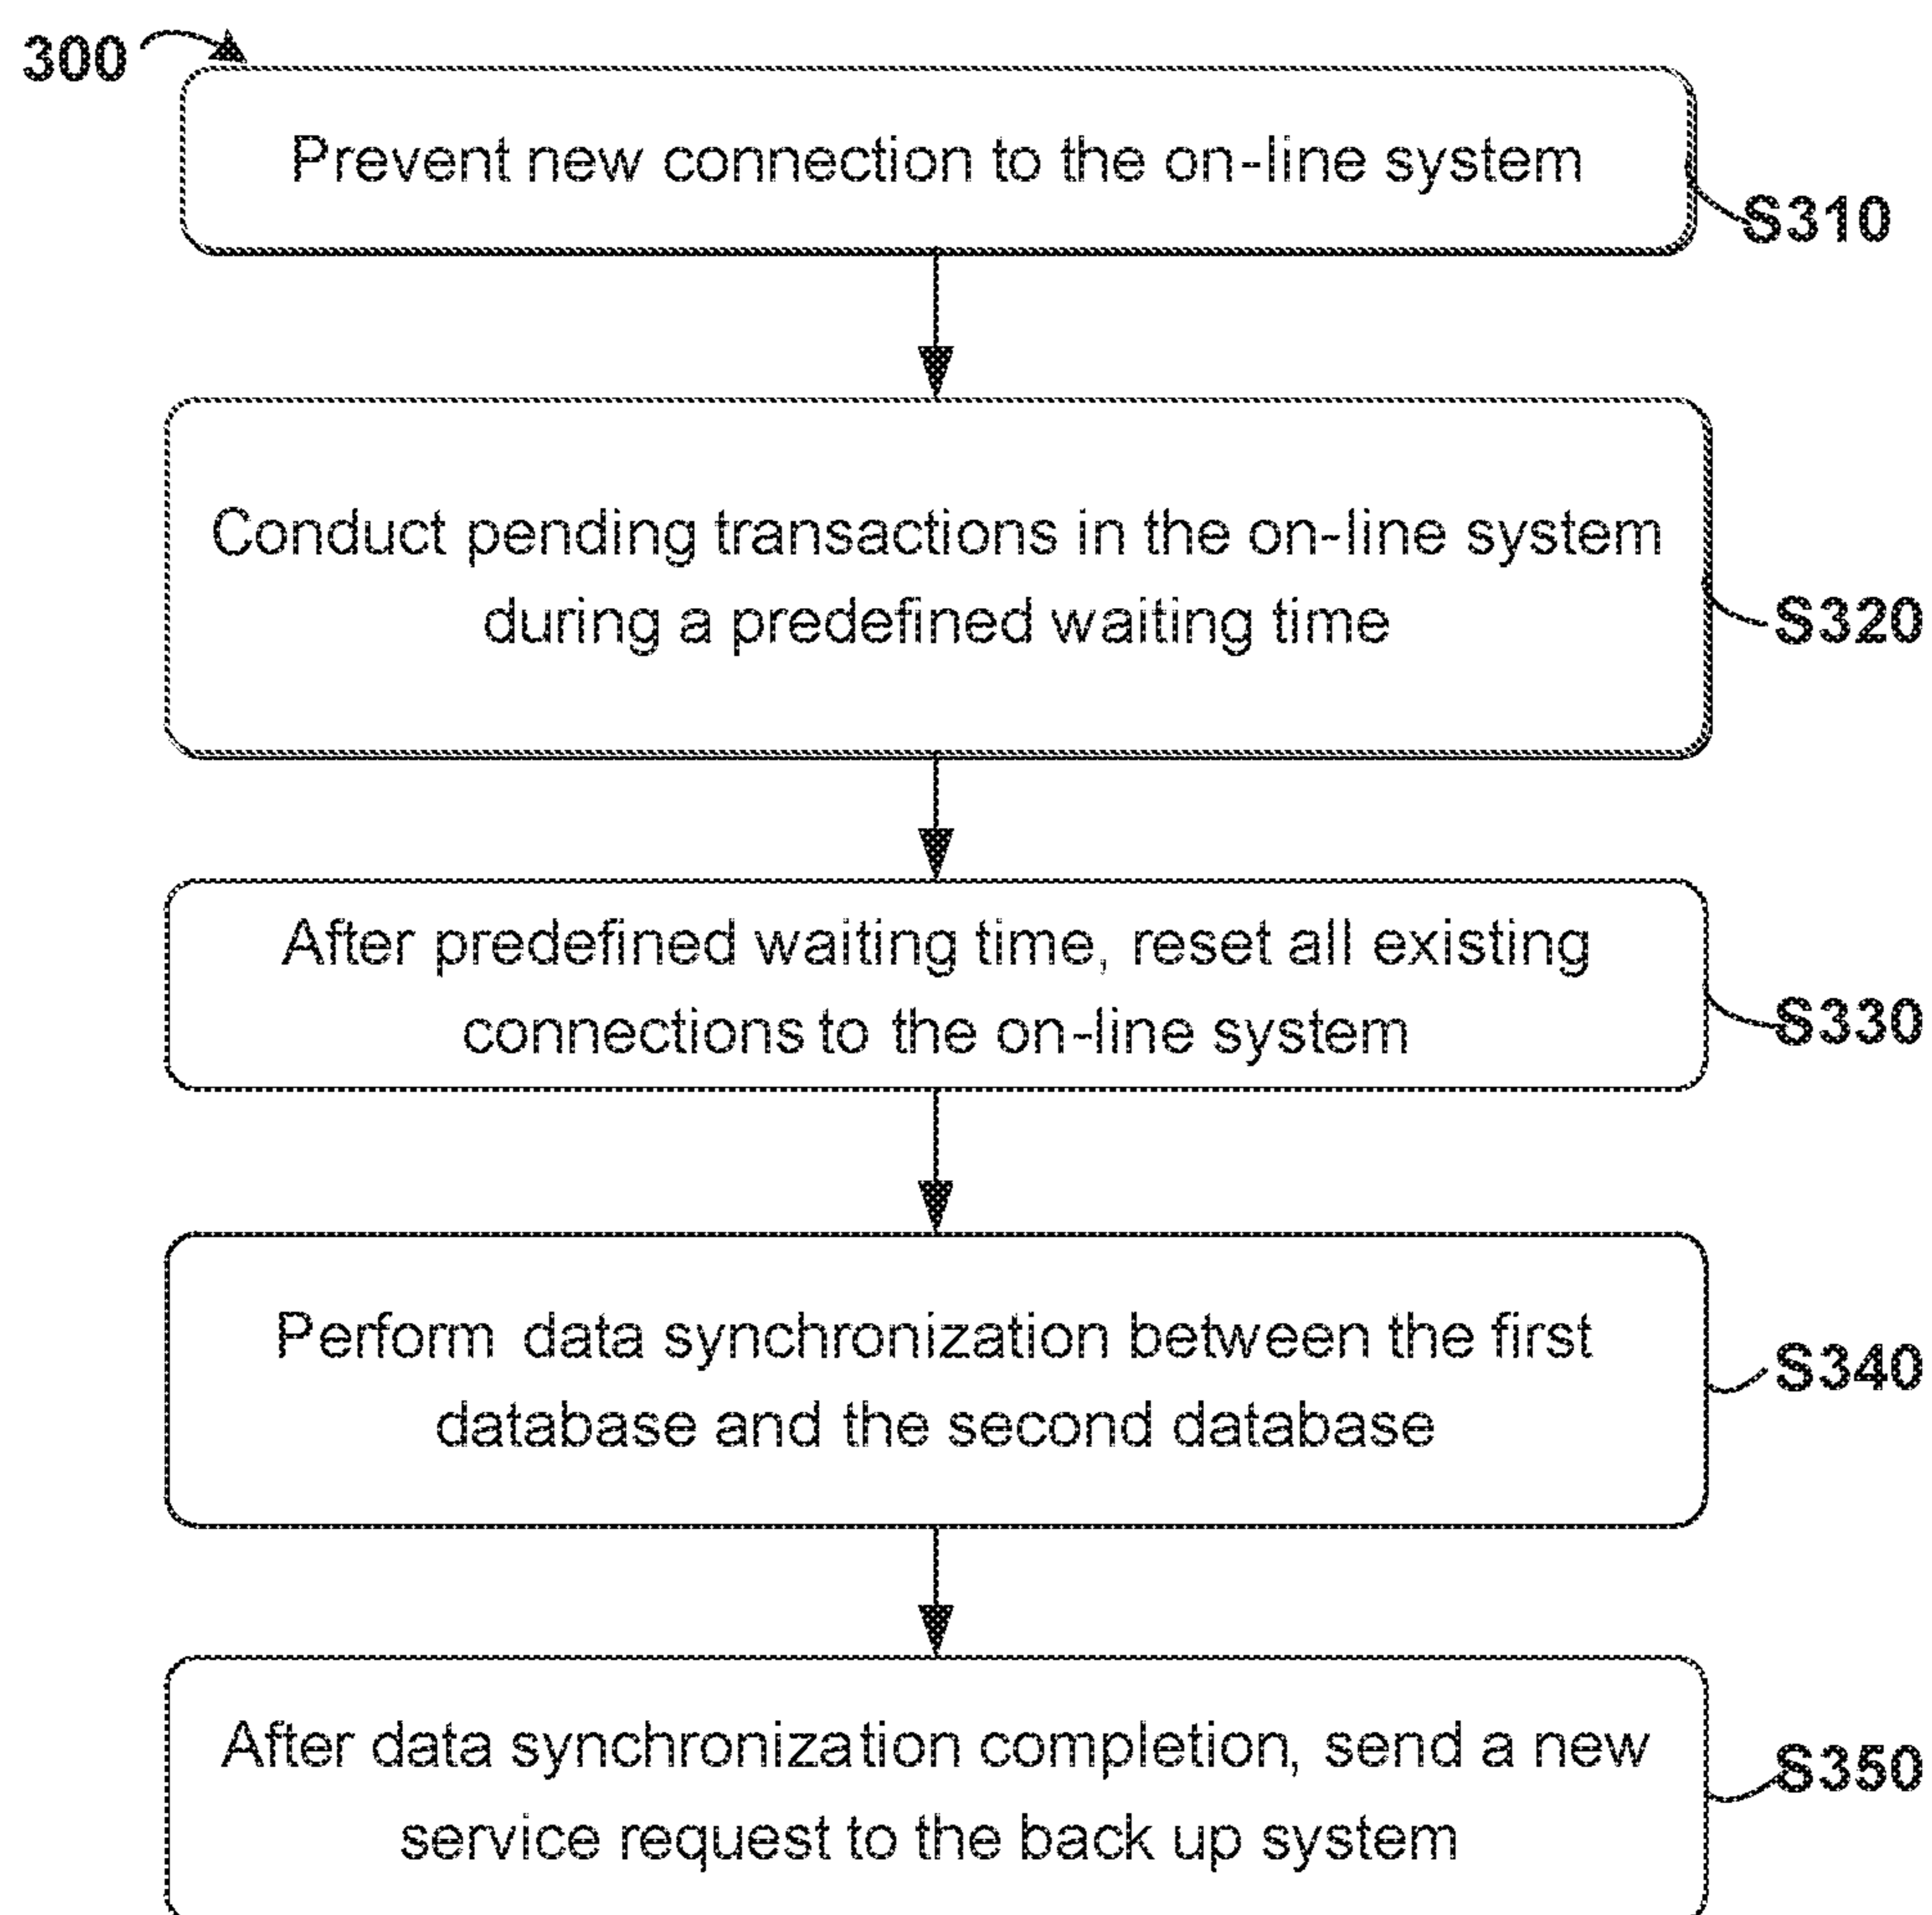 300
Prevent new connection to the on-line system
S310
Conduct pending transactions in the on-line system
during a predefined waiting time
S320
After predefined waiting time, reset all existing
connections to the on-line system
S330
Perform data synchronization between the first
database and the second database
S340
After data synchronization completion, send a new
service request to the back up system
S350